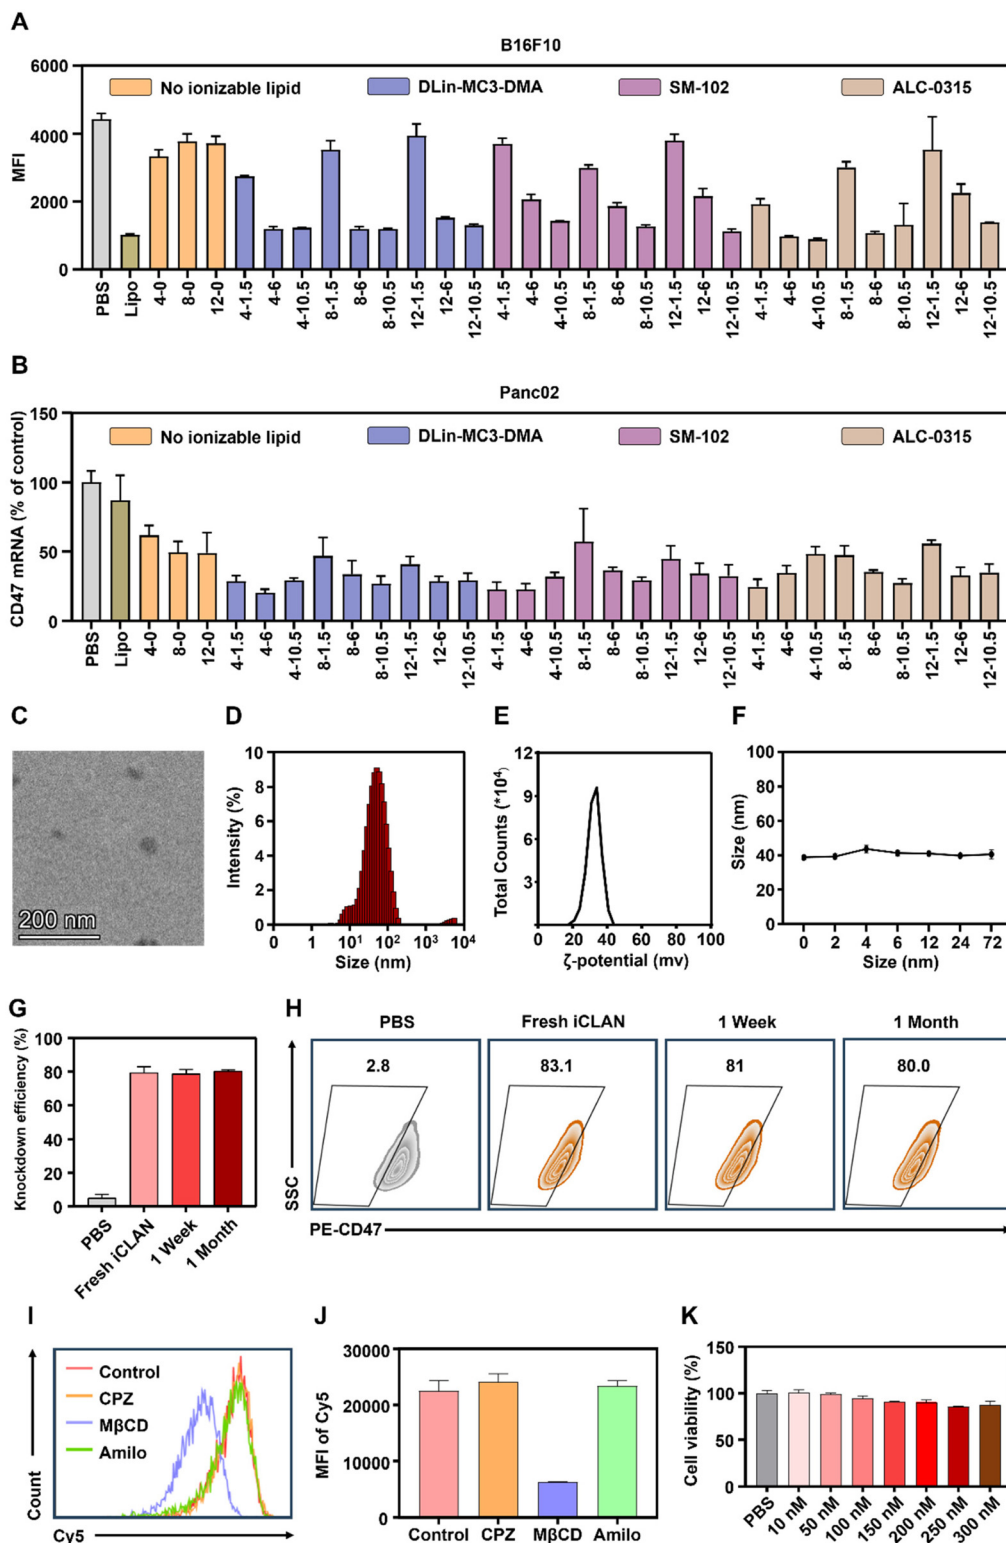 A
B16F10
6000
4000
2000
0
MFI
No ionizable lipid
DLin-MC3-DMA
SM-102
ALC-0315
PBS
Lipo
4-0
8-0
12-0
4-1.5
4-6
4-10.5
8-1.5
8-6
8-10.5
12-1.5
12-6
12-10.5
4-1.5
4-6
4-10.5
8-1.5
8-6
8-10.5
12-1.5
12-6
12-10.5
4-1.5
4-6
4-10.5
8-1.5
8-6
8-10.5
12-1.5
12-6
12-10.5
B
Panc02
150
100
50
0
CD47 mRNA (% of control)
No ionizable lipid
DLin-MC3-DMA
SM-102
ALC-0315
PBS
Lipo
4-0
8-0
12-0
4-1.5
4-6
4-10.5
8-1.5
8-6
8-10.5
12-1.5
12-6
12-10.5
4-1.5
4-6
4-10.5
8-1.5
8-6
8-10.5
12-1.5
12-6
12-10.5
4-1.5
4-6
4-10.5
8-1.5
8-6
8-10.5
12-1.5
12-6
12-10.5
C
200 nm
D
10
8
6
4
2
0
Intensity (%)
0 1 10¹ 10² 10³ 10⁴
Size (nm)
E
12
9
6
3
Total Counts (*10⁴)
0 20 40 60 80 100
ζ-potential (mv)
F
100
80
60
40
20
0
Size (nm)
0 2 4 6 12 24 72
Size (nm)
G
100
80
60
40
20
0
Knockdown efficiency (%)
PBS
Fresh iCLAN
1 Week
1 Month
H
PBS
Fresh iCLAN
1 Week
1 Month
2.8
83.1
81
80.0
SSC
PE-CD47
I
Control
CPZ
MβCD
Amilo
Count
Cy5
J
30000
20000
10000
0
MFI of Cy5
Control CPZ MβCD Amilo
K
150
100
50
0
Cell viability (%)
PBS
10 nM
50 nM
100 nM
150 nM
200 nM
250 nM
300 nM